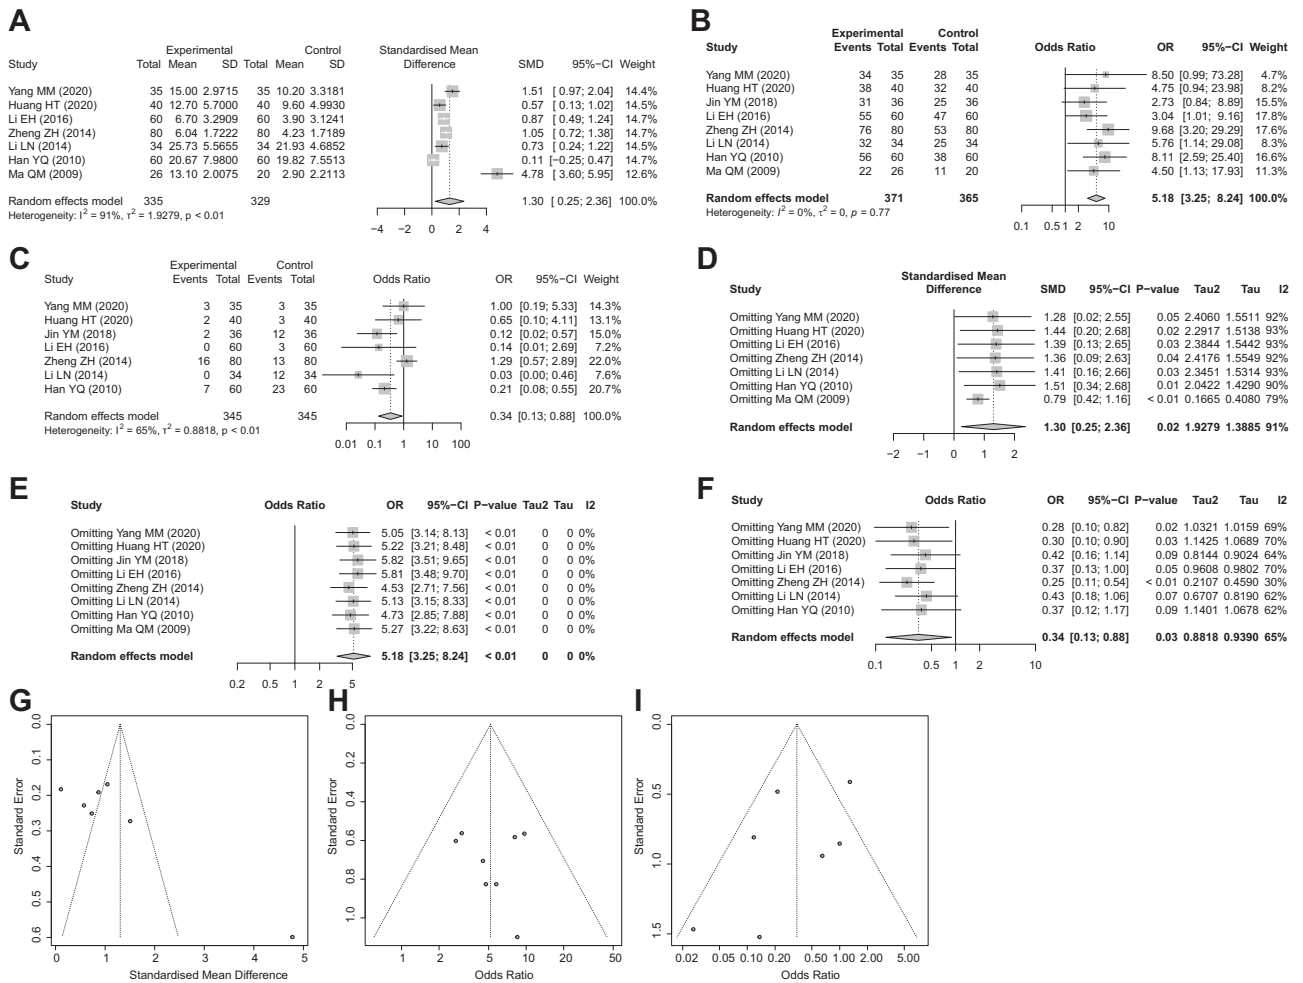 A
Experimental Control Standardised Mean
Study Total Mean SD Total Mean SD Difference SMD 95%−CI Weight
Yang MM (2020) 35 15.00 2.9715 35 10.20 3.3181 1.51 [ 0.97; 2.04] 14.4%
Huang HT (2020) 40 12.70 5.7000 40 9.60 4.9930 0.57 [ 0.13; 1.02] 14.6%
Li EH (2016) 60 6.70 3.2909 60 3.90 3.1241 0.87 [ 0.49; 1.24] 14.7%
Zheng ZH (2014) 80 6.04 1.7222 80 4.23 1.7189 1.05 [ 0.72; 1.38] 14.7%
Li LN (2014) 34 25.73 5.5655 34 21.93 4.6852 0.73 [ 0.24; 1.22] 14.5%
Han YQ (2010) 60 20.67 7.9800 60 19.82 7.5513 0.11 [−0.25; 0.47] 14.7%
Ma QM (2009) 26 13.10 2.0075 20 2.90 2.2113 4.78 [ 3.60; 5.95] 12.6%
Random effects model 335 329 1.30 [ 0.25; 2.36] 100.0%
Heterogeneity: I² = 91%, τ² = 1.9279, p < 0.01
−4 −2 0 2 4
B
Experimental Control
Study Events Total Events Total Odds Ratio OR 95%−CI Weight
Yang MM (2020) 34 35 28 35 8.50 [0.99; 73.28] 4.7%
Huang HT (2020) 38 40 32 40 4.75 [0.94; 23.98] 8.2%
Jin YM (2018) 31 36 25 36 2.73 [0.84; 8.89] 15.5%
Li EH (2016) 55 60 47 60 3.04 [1.01; 9.16] 17.8%
Zheng ZH (2014) 76 80 53 80 9.68 [3.20; 29.29] 17.6%
Li LN (2014) 32 34 25 34 5.76 [1.14; 29.08] 8.3%
Han YQ (2010) 56 60 38 60 8.11 [2.59; 25.40] 16.6%
Ma QM (2009) 22 26 11 20 4.50 [1.13; 17.93] 11.3%
Random effects model 371 365 5.18 [3.25; 8.24] 100.0%
Heterogeneity: I² = 0%, τ² = 0, p = 0.77
0.1 0.5 1 2 10
C
Experimental Control
Study Events Total Events Total Odds Ratio OR 95%−CI Weight
Yang MM (2020) 3 35 3 35 1.00 [0.19; 5.33] 14.3%
Huang HT (2020) 2 40 3 40 0.65 [0.10; 4.11] 13.1%
Jin YM (2018) 2 36 12 36 0.12 [0.02; 0.57] 15.0%
Li EH (2016) 0 60 3 60 0.14 [0.01; 2.69] 7.2%
Zheng ZH (2014) 16 80 13 80 1.29 [0.57; 2.89] 22.0%
Li LN (2014) 0 34 12 34 0.03 [0.00; 0.46] 7.6%
Han YQ (2010) 7 60 23 60 0.21 [0.08; 0.55] 20.7%
Random effects model 345 345 0.34 [0.13; 0.88] 100.0%
Heterogeneity: I² = 65%, τ² = 0.8818, p < 0.01
0.01 0.1 1 10 100
D
Standardised Mean
Study Difference SMD 95%−CI P−value Tau2 Tau I2
Omitting Yang MM (2020) 1.28 [0.02; 2.55] 0.05 2.4060 1.5511 92%
Omitting Huang HT (2020) 1.44 [0.20; 2.68] 0.02 2.2917 1.5138 92%
Omitting Li EH (2016) 1.39 [0.13; 2.65] 0.03 2.3844 1.5442 92%
Omitting Zheng ZH (2014) 1.36 [0.09; 2.63] 0.04 2.4176 1.5549 92%
Omitting Li LN (2014) 1.41 [0.16; 2.66] 0.03 2.3451 1.5314 92%
Omitting Han YQ (2010) 1.51 [0.34; 2.68] 0.01 2.0422 1.4290 90%
Omitting Ma QM (2009) 0.79 [0.42; 1.16] < 0.01 0.1665 0.4080 79%
Random effects model 1.30 [0.25; 2.36] 0.02 1.9279 1.3885 91%
−2 −1 0 1 2
E
Study Odds Ratio OR 95%−CI P−value Tau2 Tau I2
Omitting Yang MM (2020) 5.05 [3.14; 8.13] < 0.01 0 0 0%
Omitting Huang HT (2020) 5.22 [3.21; 8.48] < 0.01 0 0 0%
Omitting Jin YM (2018) 5.82 [3.51; 9.65] < 0.01 0 0 0%
Omitting Li EH (2016) 5.81 [3.48; 9.70] < 0.01 0 0 0%
Omitting Zheng ZH (2014) 4.53 [2.71; 7.56] < 0.01 0 0 0%
Omitting Li LN (2014) 5.13 [3.15; 8.33] < 0.01 0 0 0%
Omitting Han YQ (2010) 4.73 [2.85; 7.88] < 0.01 0 0 0%
Omitting Ma QM (2009) 5.27 [3.22; 8.63] < 0.01 0 0 0%
Random effects model 5.18 [3.25; 8.24] < 0.01 0 0 0%
0.2 0.5 1 2 5
F
Study Odds Ratio OR 95%−CI P−value Tau2 Tau I2
Omitting Yang MM (2020) 0.28 [0.10; 0.82] 0.02 1.0321 1.0159 69%
Omitting Huang HT (2020) 0.30 [0.10; 0.90] 0.03 1.1425 1.0689 70%
Omitting Jin YM (2018) 0.42 [0.16; 1.14] 0.09 0.8144 0.9024 64%
Omitting Li EH (2016) 0.37 [0.13; 1.00] 0.05 0.9608 0.9802 70%
Omitting Zheng ZH (2014) 0.25 [0.11; 0.54] < 0.01 0.2107 0.4590 30%
Omitting Li LN (2014) 0.43 [0.18; 1.06] 0.07 0.6707 0.8190 62%
Omitting Han YQ (2010) 0.37 [0.12; 1.17] 0.09 1.1401 1.0678 62%
Random effects model 0.34 [0.13; 0.88] 0.03 0.8818 0.9390 65%
0.1 0.5 1 2 10
G
Standard Error
0.0 0.1 0.2 0.3 0.4 0.5 0.6
0 1 2 3 4 5
Standardised Mean Difference
H
Standard Error
0.0 0.2 0.4 0.6 0.8 1.0
1 2 5 10 20 50
Odds Ratio
I
Standard Error
0.0 0.5 1.0 1.5
0.02 0.05 0.10 0.20 0.50 1.00 2.00 5.00
Odds Ratio